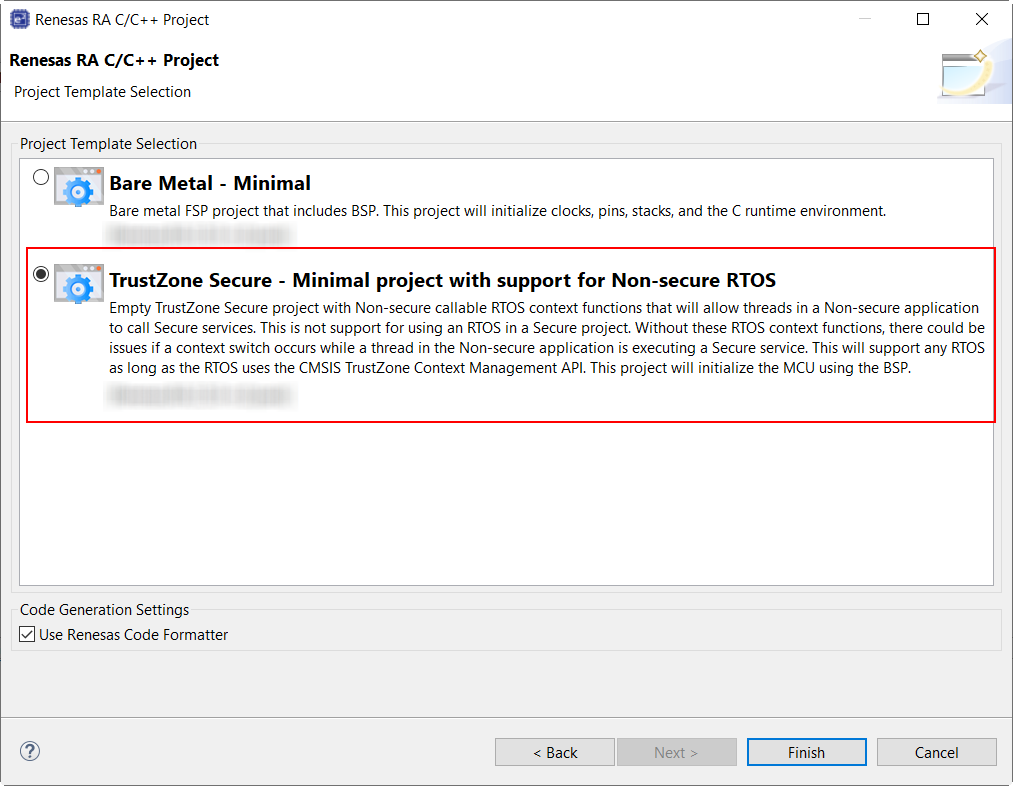 Renesas RA C/C++ Project
Renesas RA C/C++ Project
Project Template Selection
Project Template Selection
Bare Metal - Minimal
Bare metal FSP project that includes BSP. This project will initialize clocks, pins, stacks, and the C runtime environment.
TrustZone Secure - Minimal project with support for Non-secure RTOS
Empty TrustZone Secure project with Non-secure callable RTOS context functions that will allow threads in a Non-secure application
to call Secure services. This is not support for using an RTOS in a Secure project. Without these RTOS context functions, there could be
issues if a context switch occurs while a thread in the Non-secure application is executing a Secure service. This will support any RTOS
as long as the RTOS uses the CMSIS TrustZone Context Management API. This project will initialize the MCU using the BSP.
Code Generation Settings
Use Renesas Code Formatter
? < Back Next > Finish Cancel